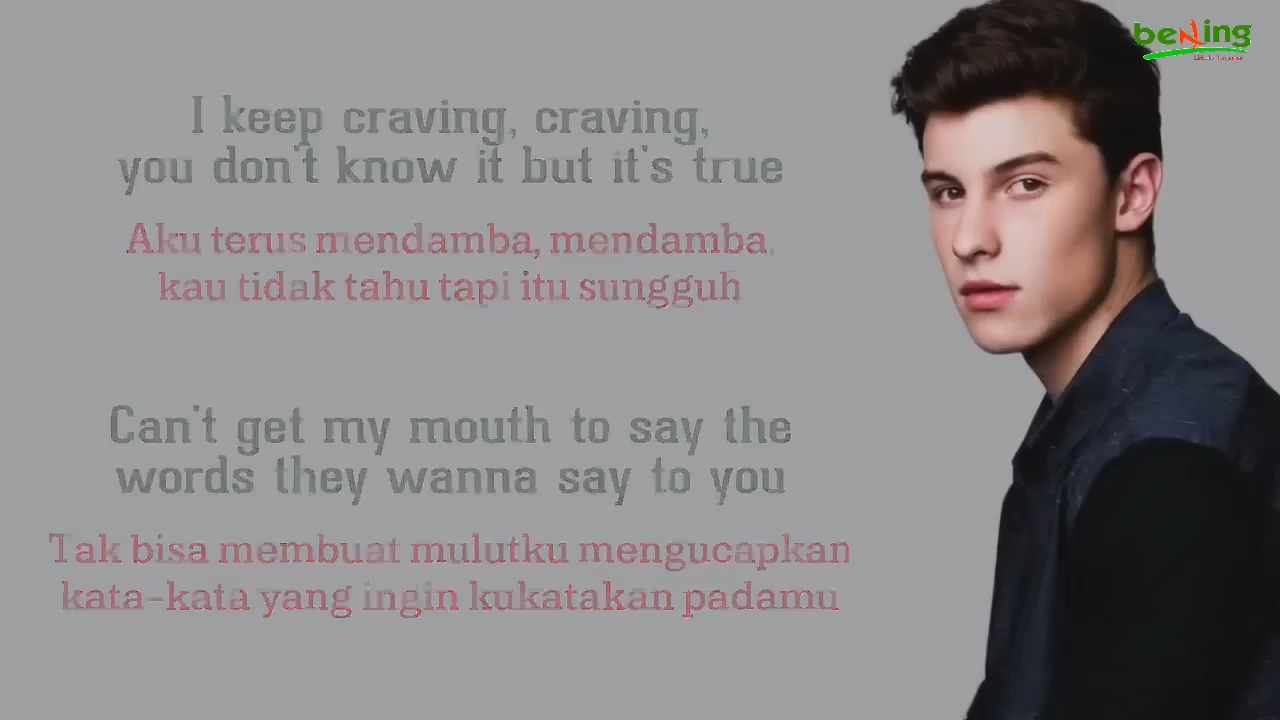 beNing
I keep craving, craving,
you don't know it but it's true
Aku terus mendamba, mendamba,
kau tidak tahu tapi itu sungguh
Can't get my mouth to say the
words they wanna say to you
Tak bisa membuat mulutku mengucapkan
kata-kata yang ingin kukatakan padamu